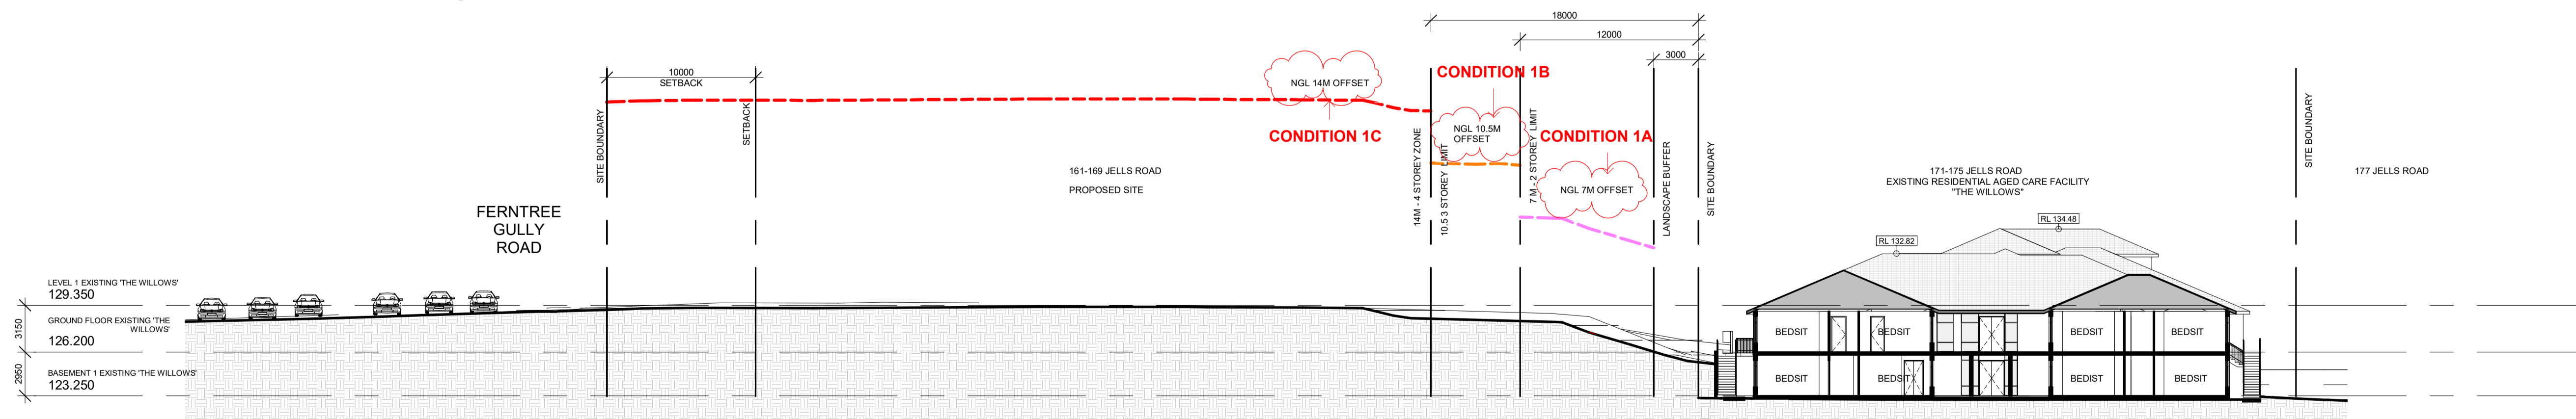 18000
12000
3000
10000
SETBACK
CONDITION 1B
NGL 14M OFFSET
CONDITION 1C
NGL 10.5M
OFFSET
CONDITION 1A
NGL 7M OFFSET
SITE BOUNDARY
SETBACK
14M - 4 STOREY ZONE
10.5 3 STOREY LIMIT
7 M - 2 STOREY LIMIT
LANDSCAPE BUFFER
SITE BOUNDARY
SITE BOUNDARY
161-169 JELLS ROAD
PROPOSED SITE
171-175 JELLS ROAD
EXISTING RESIDENTIAL AGED CARE FACILITY
"THE WILLOWS"
177 JELLS ROAD
FERNTREE
GULLY
ROAD
RL 134.48
RL 132.82
LEVEL 1 EXISTING 'THE WILLOWS'
129.350
3150
GROUND FLOOR EXISTING 'THE
WILLOWS'
126.200
2950
BASEMENT 1 EXISTING 'THE WILLOWS'
123.250
BEDSIT
BEDSIT
BEDSIT
BEDSIT
BEDSIT
BEDSIT
BEDIST
BEDSIT